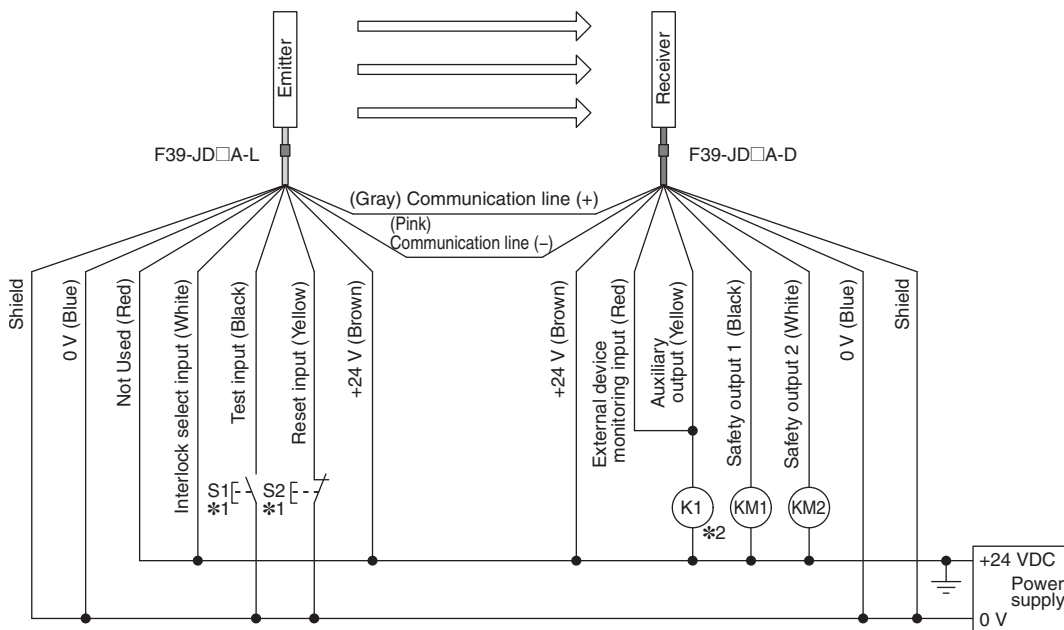 Emitter
Receiver
F39-JD□A-L
F39-JD□A-D
(Gray) Communication line (+)
(Pink)
Communication line (−)
Shield
0 V (Blue)
Not Used (Red)
Interlock select input (White)
Test input (Black)
Reset input (Yellow)
+24 V (Brown)
+24 V (Brown)
External device
monitoring input (Red)
Auxiliary
output (Yellow)
Safety output 1 (Black)
Safety output 2 (White)
0 V (Blue)
Shield
S1
✱1
S2
✱1
K1
✱2
KM1
KM2
+24 VDC
Power
supply
0 V